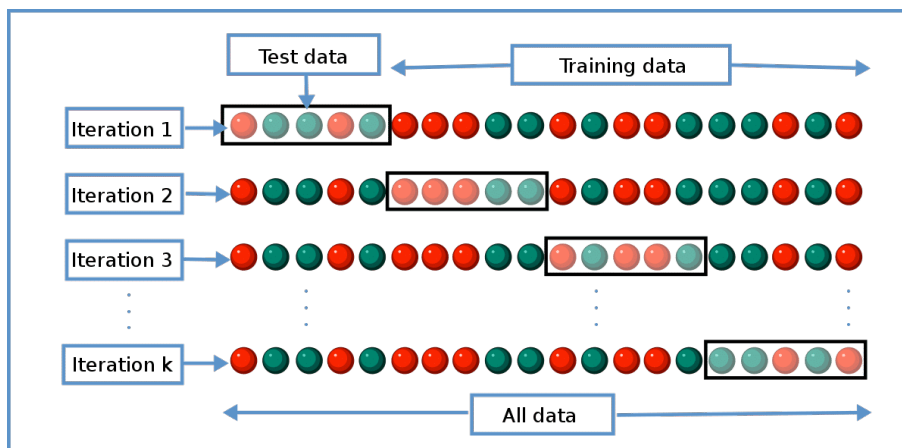 Test data
Training data
Iteration 1
Iteration 2
Iteration 3
Iteration k
All data